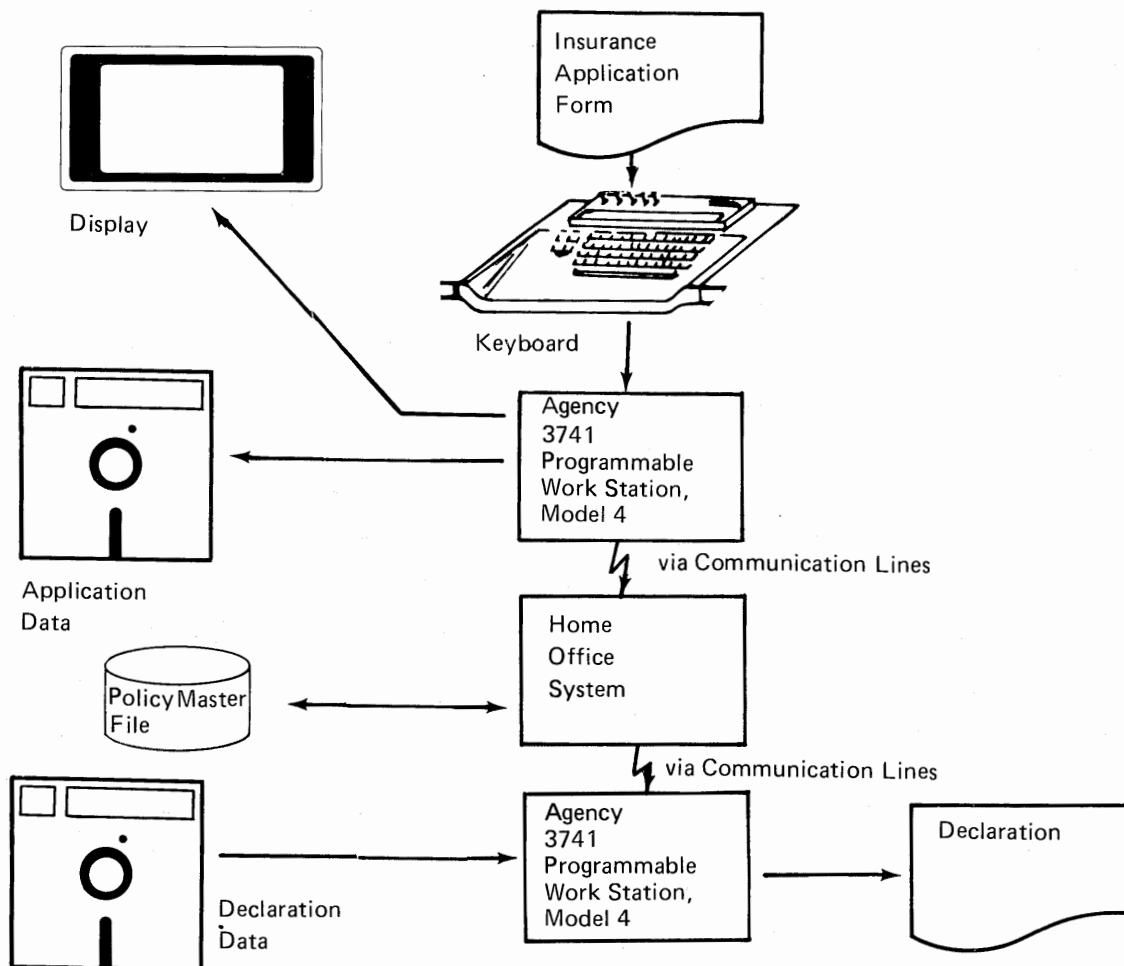 Insurance
Application
Form
Display
Keyboard
Agency
3741
Programmable
Work Station,
Model 4
via Communication Lines
Application
Data
Home
Office
System
Policy Master
File
via Communication Lines
Agency
3741
Programmable
Work Station,
Model 4
Declaration
Declaration
Data